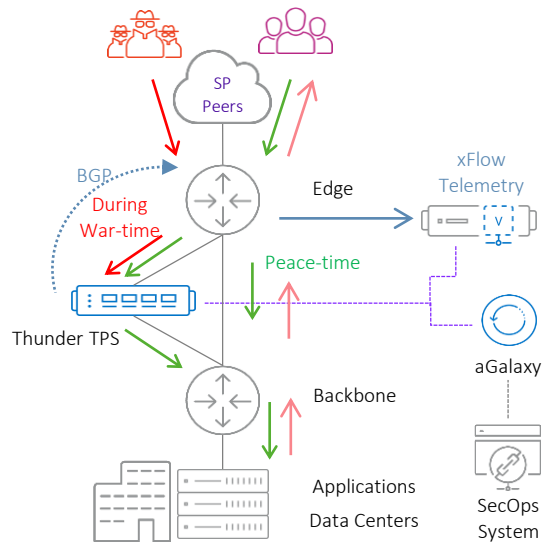 SP
Peers
BGP
xFlow
Telemetry
Edge
V
During
War-time
Peace-time
Thunder TPS
aGalaxy
Backbone
Applications
Data Centers
SecOps
System